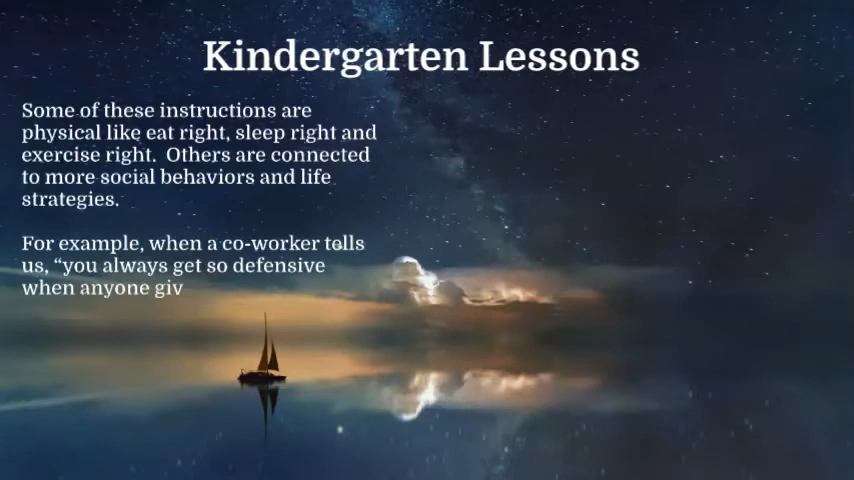 Kindergarten Lessons
Some of these instructions are
physical like eat right, sleep right and
exercise right.  Others are connected
to more social behaviors and life
strategies.
For example, when a co-worker tells
us, “you always get so defensive
when anyone giv